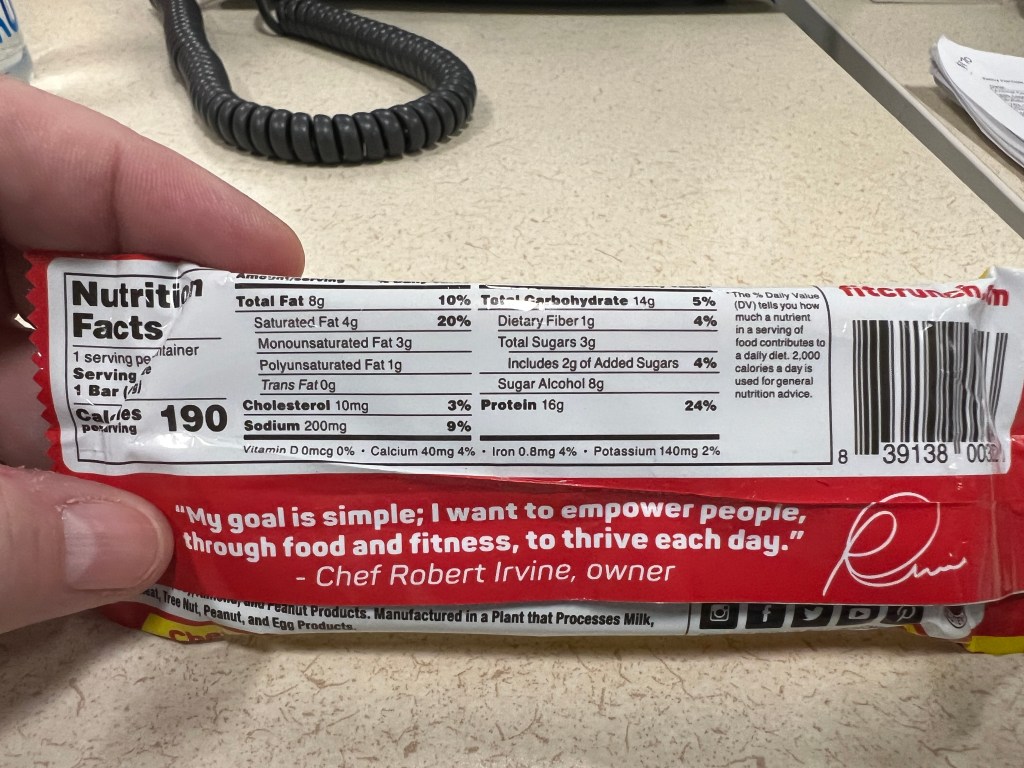 Nutrition
Facts
1 serving per container
Serving
1 Bar
Calories
per serving
190
Amount/serving
Total Fat 8g 10%
Saturated Fat 4g 20%
Monounsaturated Fat 3g
Polyunsaturated Fat 1g
Trans Fat 0g
Cholesterol 10mg 3%
Sodium 200mg 9%
Total Carbohydrate 14g 5%
Dietary Fiber 1g 4%
Total Sugars 3g
Includes 2g of Added Sugars 4%
Sugar Alcohol 8g
Protein 16g 24%
Vitamin D 0mcg 0% • Calcium 40mg 4% • Iron 0.8mg 4% • Potassium 140mg 2%
*The % Daily Value
(DV) tells you how
much a nutrient
in a serving of
food contributes to
a daily diet. 2,000
calories a day is
used for general
nutrition advice.
8 39138
"My goal is simple; I want to empower people,
through food and fitness, to thrive each day."
- Chef Robert Irvine, owner
and Peanut Products. Manufactured in a Plant that Processes Milk,
Tree Nut, Peanut, and Egg Products.